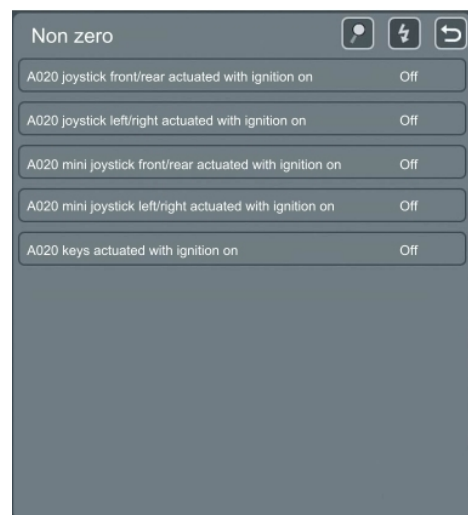 Non zero
A020 joystick front/rear actuated with ignition on Off
A020 joystick left/right actuated with ignition on Off
A020 mini joystick front/rear actuated with ignition on Off
A020 mini joystick left/right actuated with ignition on Off
A020 keys actuated with ignition on Off